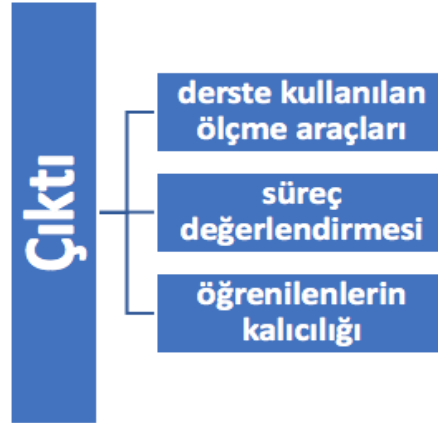 Çıktı
derste kullanılan
ölçme araçları
süreç
değerlendirmesi
öğrenilenlerin
kalıcılığı